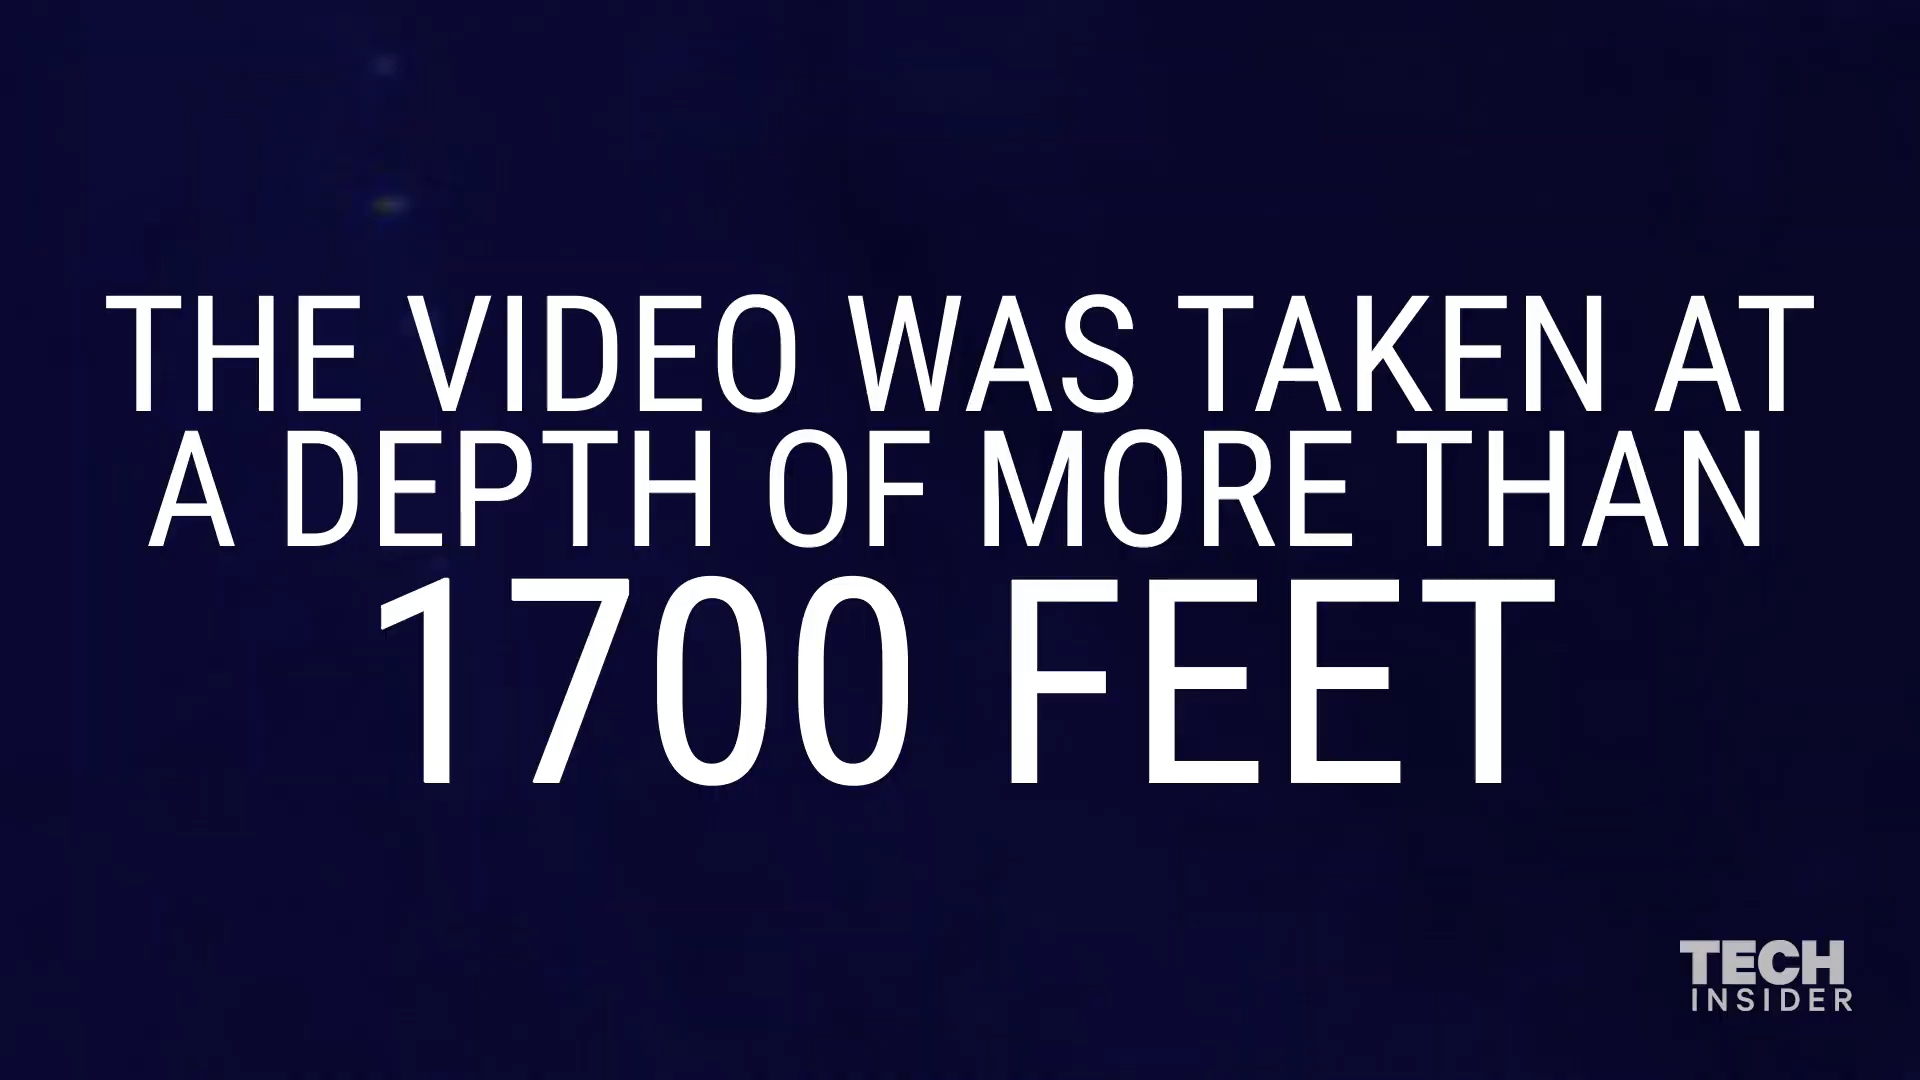 THE VIDEO WAS TAKEN AT
A DEPTH OF MORE THAN
1700 FEET
TECH
INSIDER